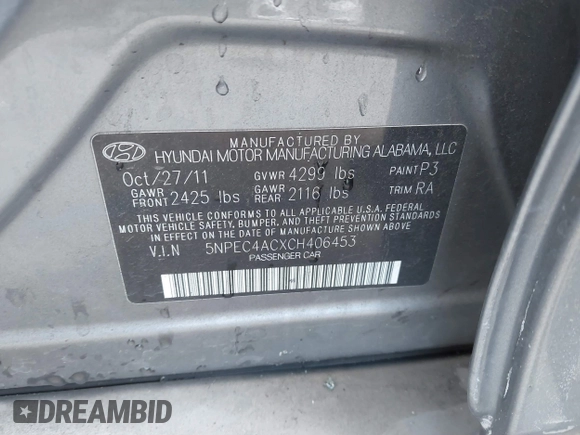 MANUFACTURED BY
HYUNDAI MOTOR MANUFACTURING ALABAMA, LLC
Oct/27/11 GVWR 4299 lbs PAINT P3
GAWR FRONT 2425 lbs GAWR REAR 2116 lbs TRIM RA
THIS VEHICLE CONFORMS TO ALL APPLICABLE U.S.A. FEDERAL
MOTOR VEHICLE SAFETY, BUMPER, AND THEFT PREVENTION STANDARDS
IN EFFECT ON THE DATE OF MANUFACTURE SHOWN ABOVE.
V.I.N 5NPEC4ACXCH406453
PASSENGER CAR
DREAMBID